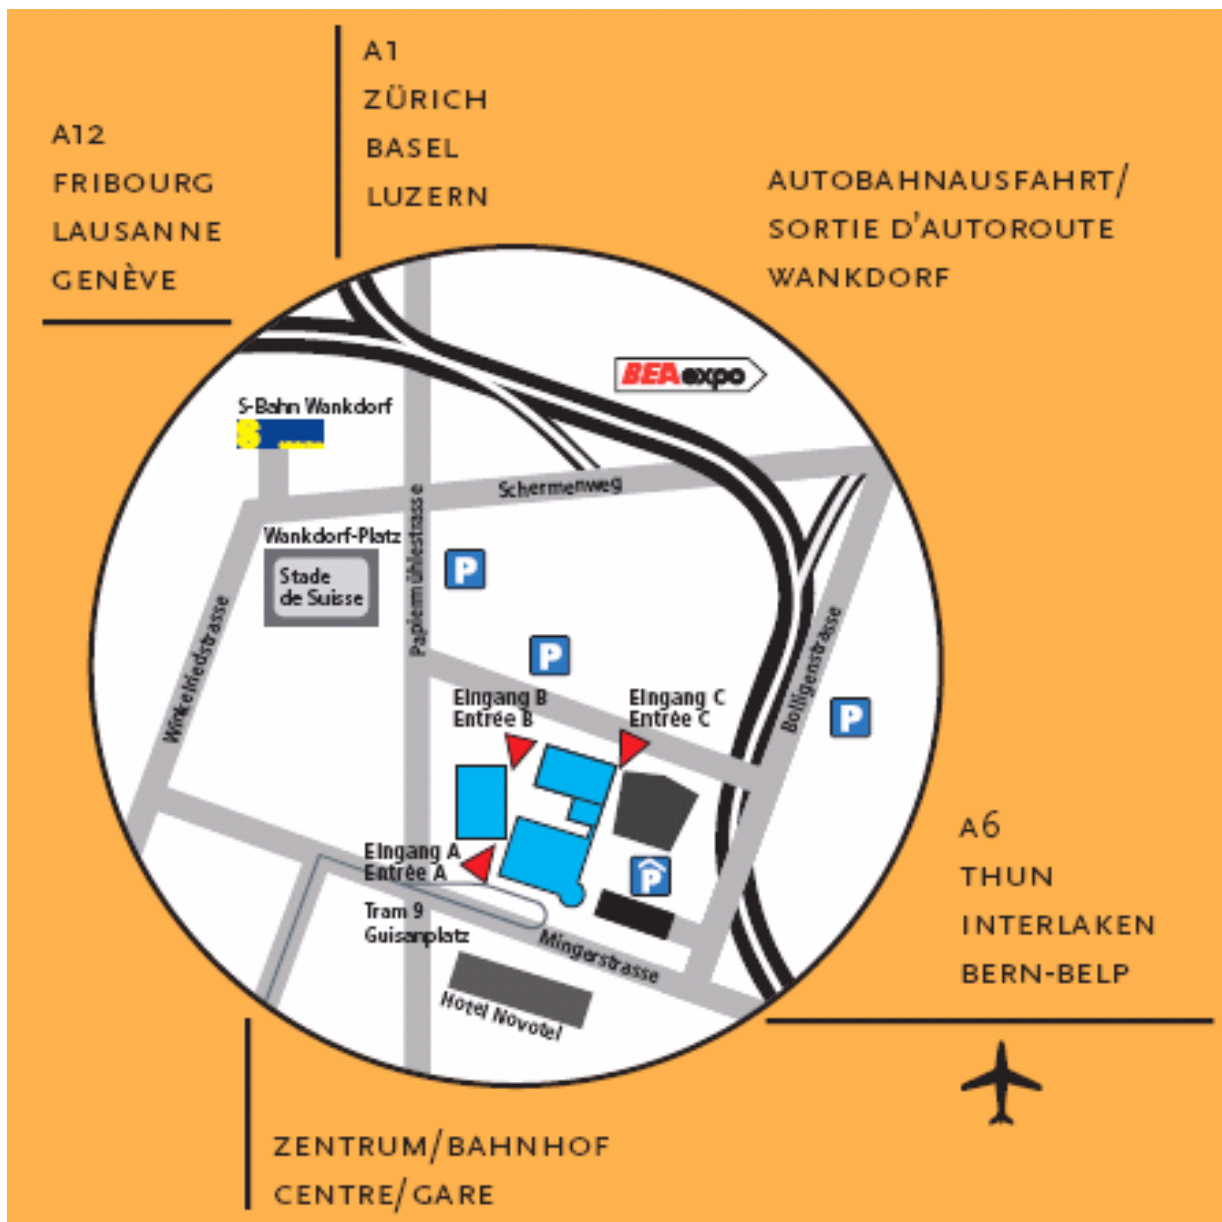 A1
ZÜRICH
BASEL
LUZERN
A12
FRIBOURG
LAUSANNE
GENÈVE
AUTOBAHNAUSFAHRT/
SORTIE D'AUTOROUTE
WANKDORF
BEA expo
S-Bahn Wankdorf
S
Schermenweg
Wankdorf-Platz
Stade
de Suisse
Papiermühlestrasse
P
P
Winkelriedstrasse
Bolligenstrasse
Eingang B
Entrée B
Eingang C
Entrée C
P
Eingang A
Entrée A
P
Tram 9
Guisanplatz
Mingerstrasse
Hotel Novotel
A6
THUN
INTERLAKEN
BERN-BELP
ZENTRUM/BAHNHOF
CENTRE/GARE